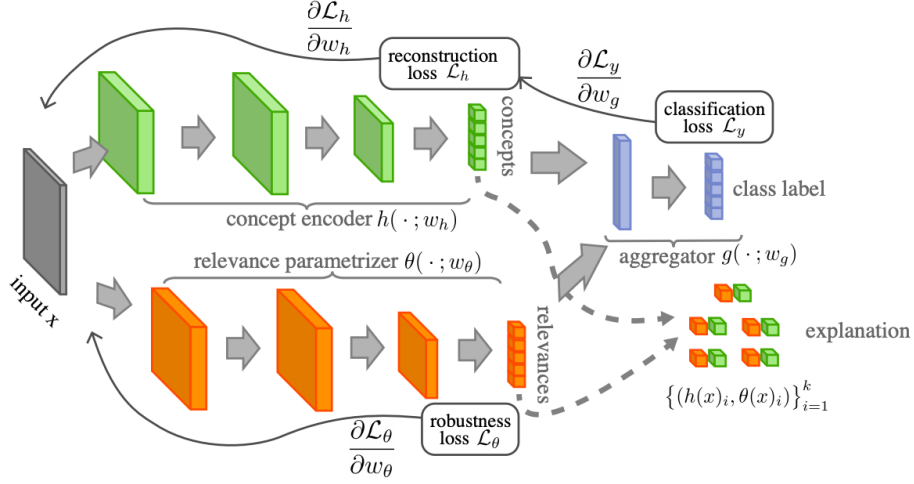 ∂ℒ_h / ∂w_h
reconstruction
loss ℒ_h
∂ℒ_y / ∂w_g
classification
loss ℒ_y
concepts
class label
concept encoder h( · ; w_h)
aggregator g( · ; w_g)
input x
relevance parametrizer θ( · ; w_θ)
relevances
explanation
{(h(x)_i, θ(x)_i)}_{i=1}^k
robustness
loss ℒ_θ
∂ℒ_θ / ∂w_θ